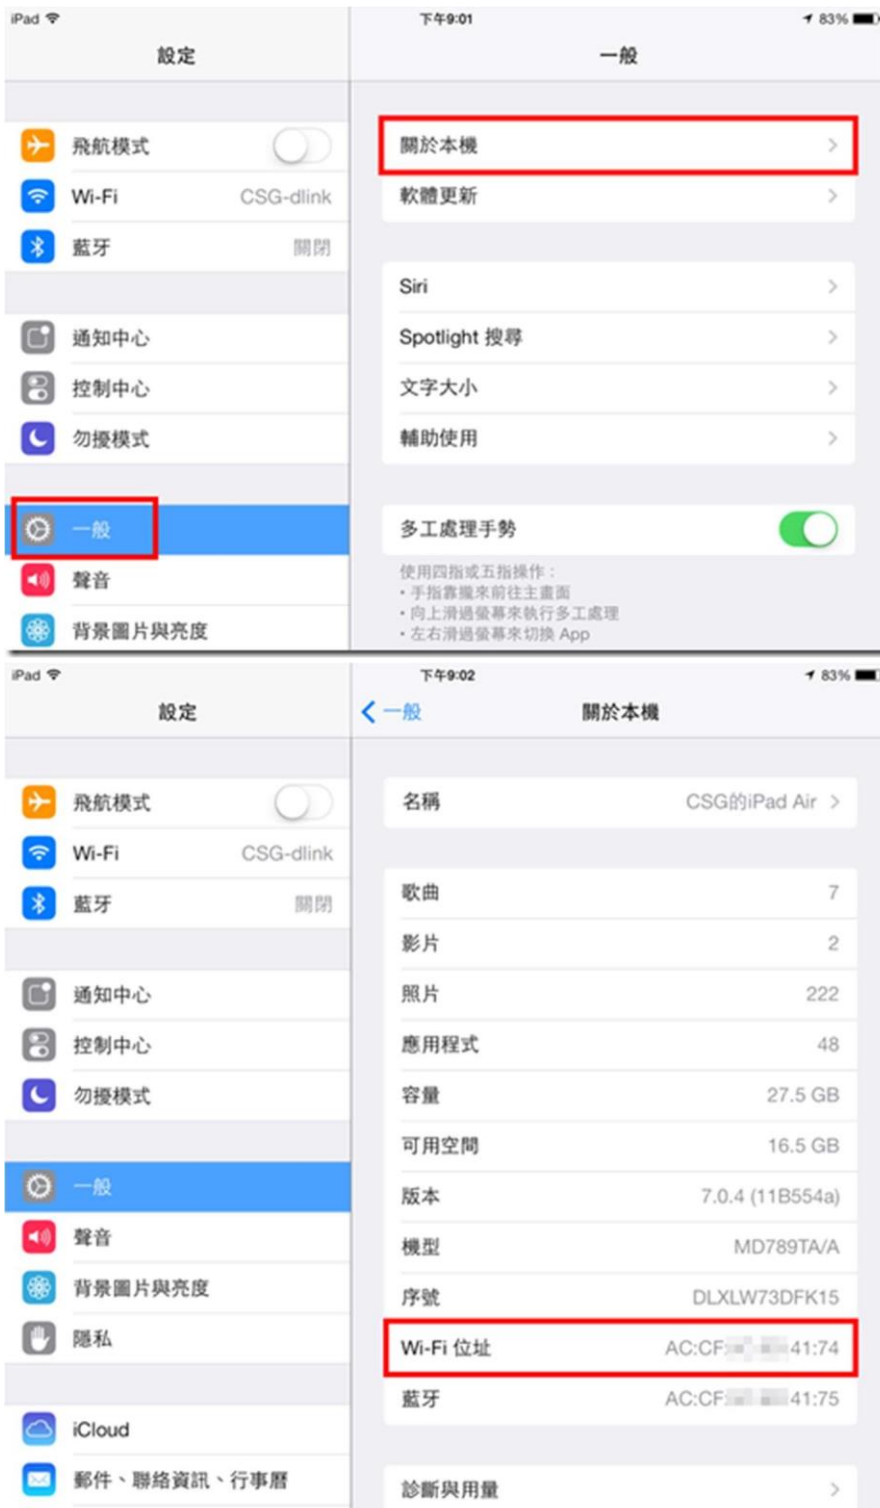 iPad 下午9:01 83%
設定 一般
飛航模式
Wi-Fi CSG-dlink
藍牙 關閉
通知中心
控制中心
勿擾模式
一般
聲音
背景圖片與亮度
關於本機
軟體更新
Siri
Spotlight 搜尋
文字大小
輔助使用
多工處理手勢
使用四指或五指操作：
• 手指靠攏來前往主畫面
• 向上滑過螢幕來執行多工處理
• 左右滑過螢幕來切換 App
iPad 下午9:02 83%
設定 一般 關於本機
飛航模式
Wi-Fi CSG-dlink
藍牙 關閉
通知中心
控制中心
勿擾模式
一般
聲音
背景圖片與亮度
隱私
iCloud
郵件、聯絡資訊、行事曆
名稱 CSG的iPad Air
歌曲 7
影片 2
照片 222
應用程式 48
容量 27.5 GB
可用空間 16.5 GB
版本 7.0.4 (11B554a)
機型 MD789TA/A
序號 DLXLW73DFK15
Wi-Fi 位址 AC:CF: 41:74
藍牙 AC:CF: 41:75
診斷與用量